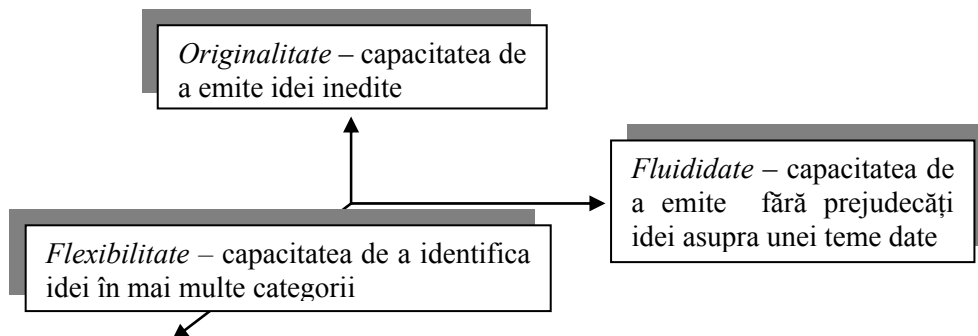 Originalitate – capacitatea de
a emite idei inedite
Fluididate – capacitatea de
a emite fără prejudecăți
idei asupra unei teme date
Flexibilitate – capacitatea de a identifica
idei în mai multe categorii